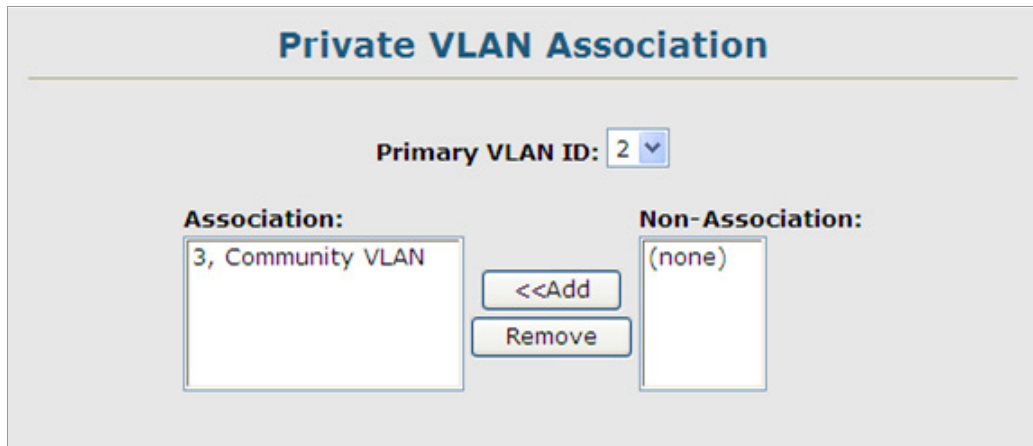 Private VLAN Association
Primary VLAN ID: 2
Association:
3, Community VLAN
<<Add
Remove
Non-Association:
(none)